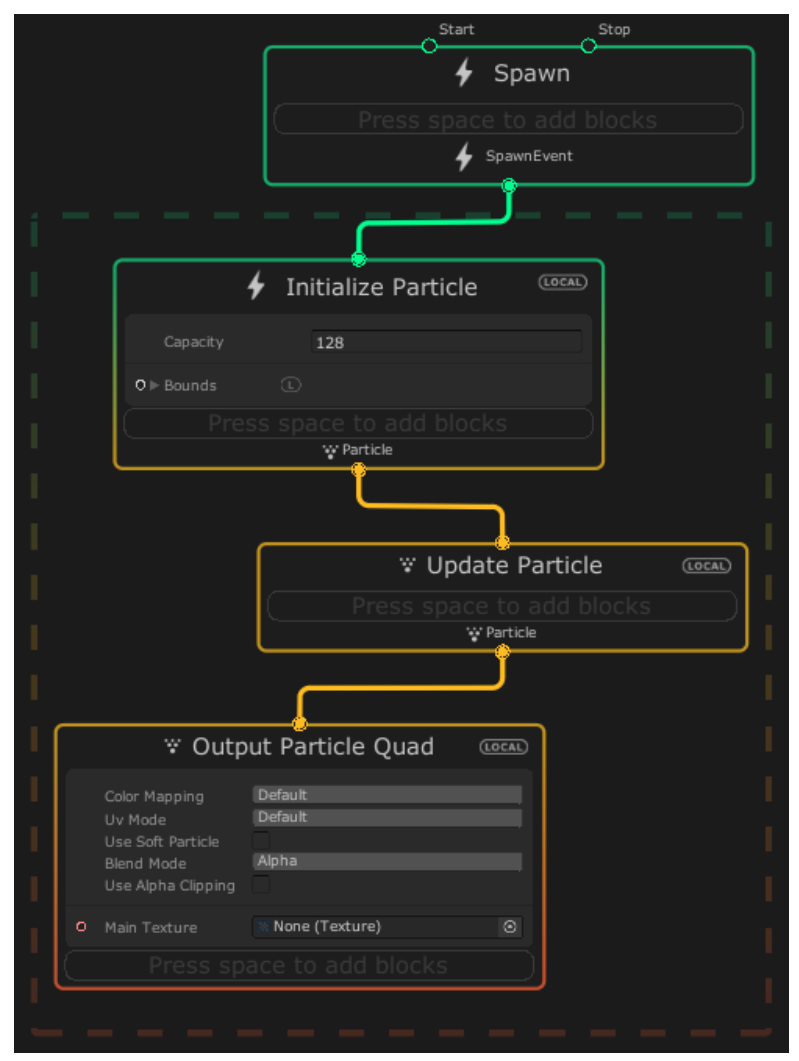 Start Stop
Spawn
Press space to add blocks
SpawnEvent
Initialize Particle LOCAL
Capacity 128
Bounds L
Press space to add blocks
Particle
Update Particle LOCAL
Press space to add blocks
Particle
Output Particle Quad LOCAL
Color Mapping Default
Uv Mode Default
Use Soft Particle
Blend Mode Alpha
Use Alpha Clipping
Main Texture None (Texture)
Press space to add blocks